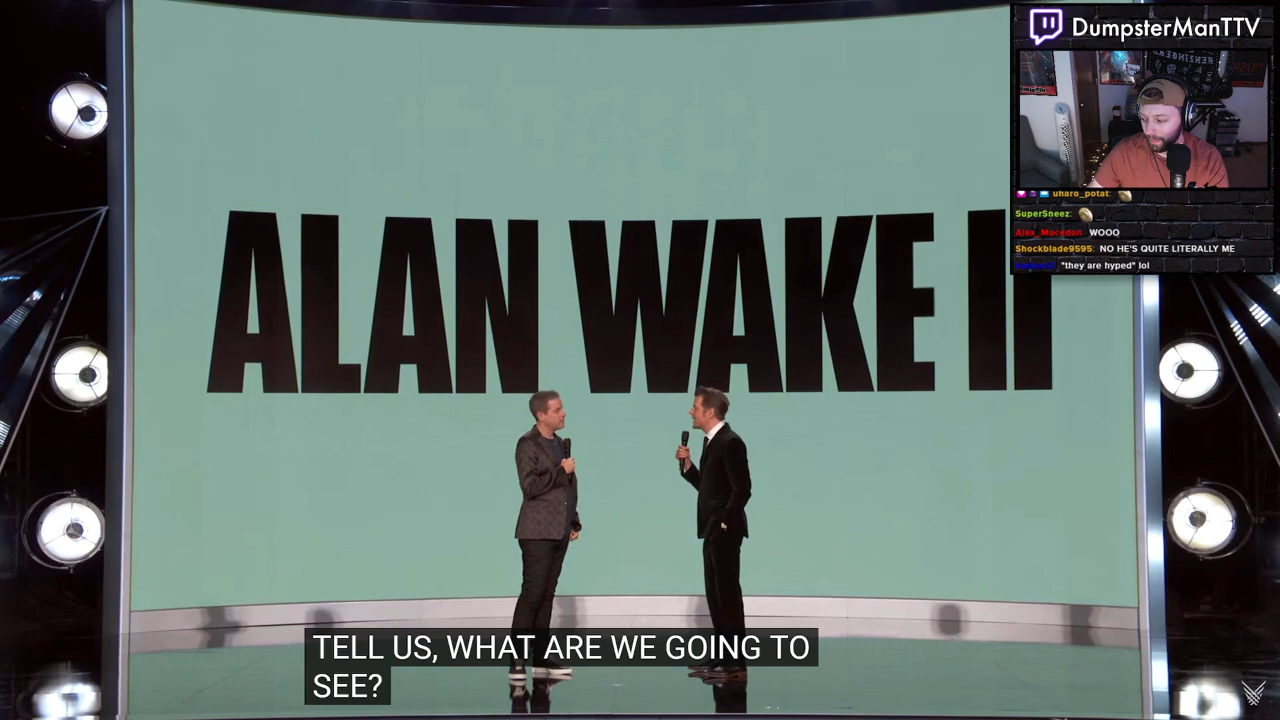 DumpsterManTTV
ALAN WAKE II
uharo_potat:
SuperSneez:
Alex_Macedon: WOOO
Shockblade9595: NO HE'S QUITE LITERALLY ME
"they are hyped" lol
TELL US, WHAT ARE WE GOING TO
SEE?